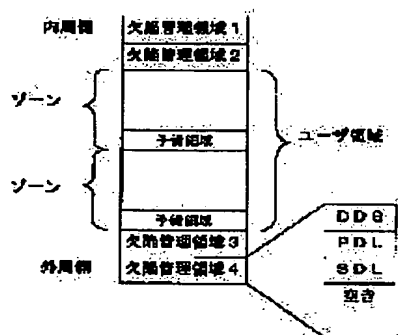 内周側
欠陥管理領域1
欠陥管理領域2
ゾーン
予備領域
ユーザ領域
ゾーン
予備領域
欠陥管理領域3
外周側
欠陥管理領域4
DDS
PDL
SDL
空き